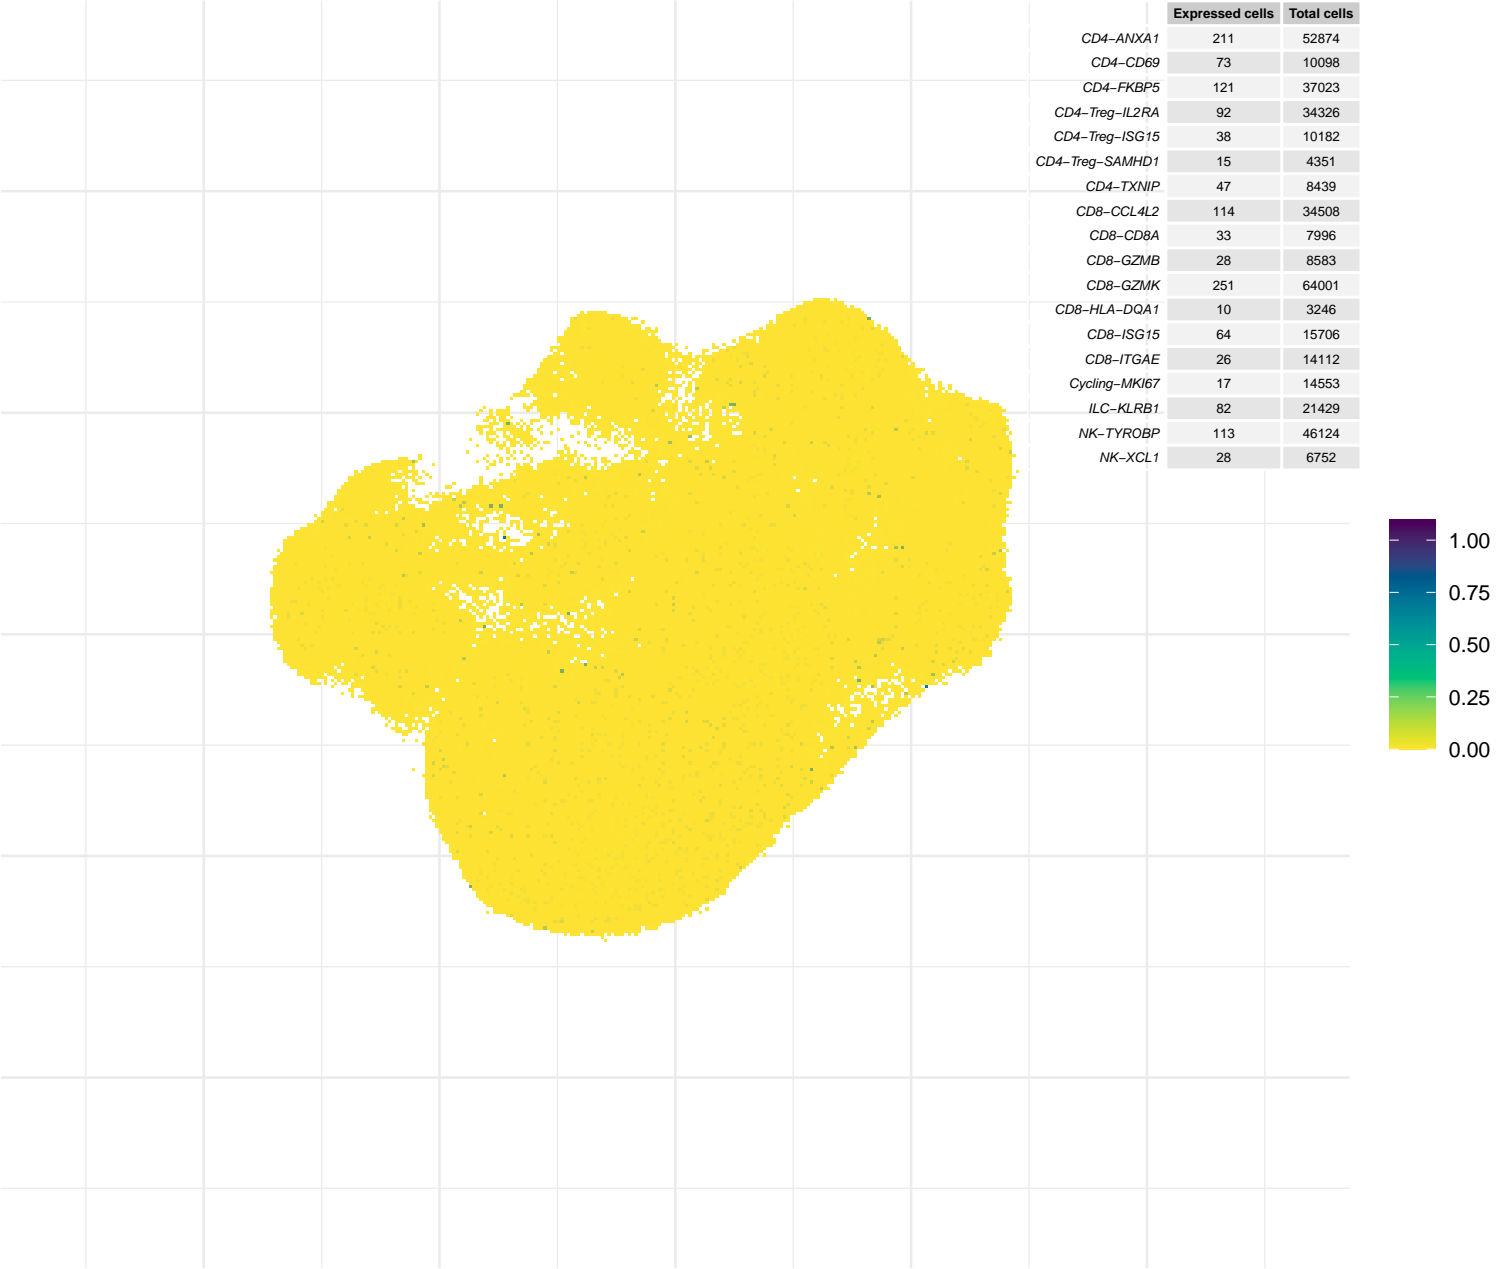 Expressed cells Total cells
CD4−ANXA1 211 52874
CD4−CD69 73 10098
CD4−FKBP5 121 37023
CD4−Treg−IL2RA 92 34326
CD4−Treg−ISG15 38 10182
CD4−Treg−SAMHD1 15 4351
CD4−TXNIP 47 8439
CD8−CCL4L2 114 34508
CD8−CD8A 33 7996
CD8−GZMB 28 8583
CD8−GZMK 251 64001
CD8−HLA−DQA1 10 3246
CD8−ISG15 64 15706
CD8−ITGAE 26 14112
Cycling−MKI67 17 14553
ILC−KLRB1 82 21429
NK−TYROBP 113 46124
NK−XCL1 28 6752
1.00
0.75
0.50
0.25
0.00